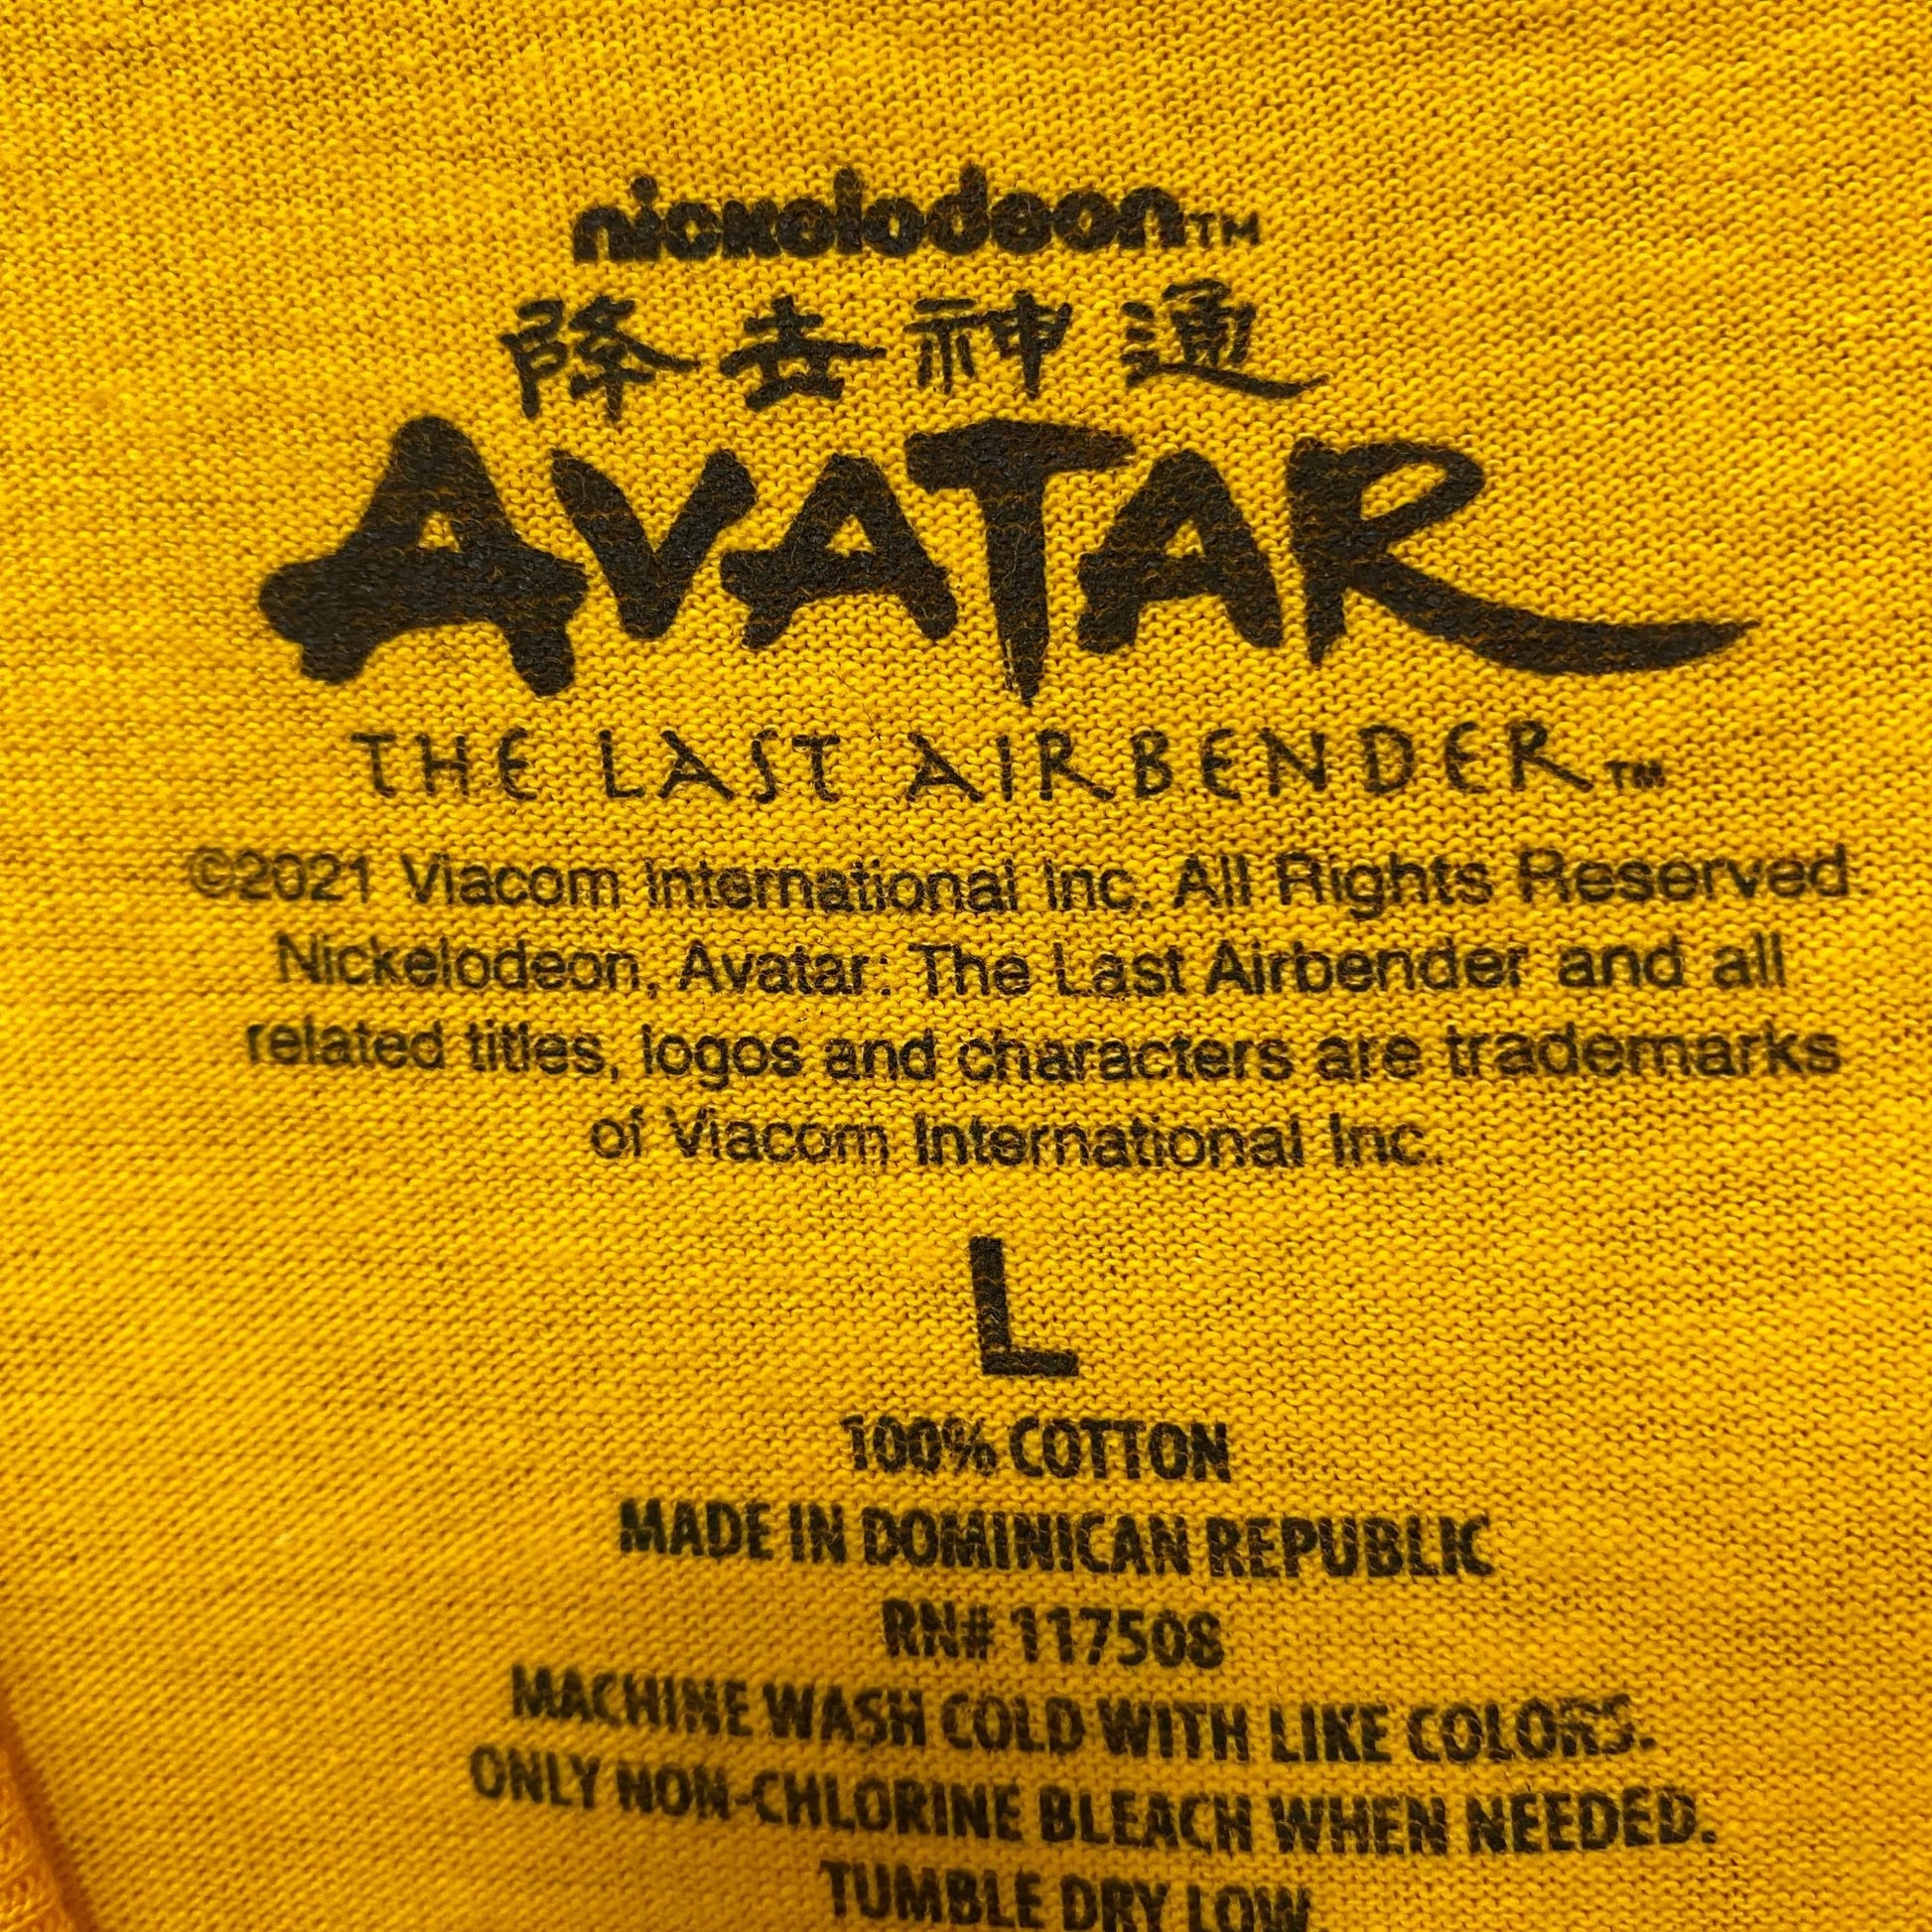 nickelodeon™
降去神通
AVATAR
THE LAST AIRBENDER™
©2021 Viacom International Inc. All Rights Reserved.
Nickelodeon, Avatar: The Last Airbender and all
related titles, logos and characters are trademarks
of Viacom International Inc.
L
100% COTTON
MADE IN DOMINICAN REPUBLIC
RN# 117508
MACHINE WASH COLD WITH LIKE COLORS.
ONLY NON-CHLORINE BLEACH WHEN NEEDED.
TUMBLE DRY LOW.